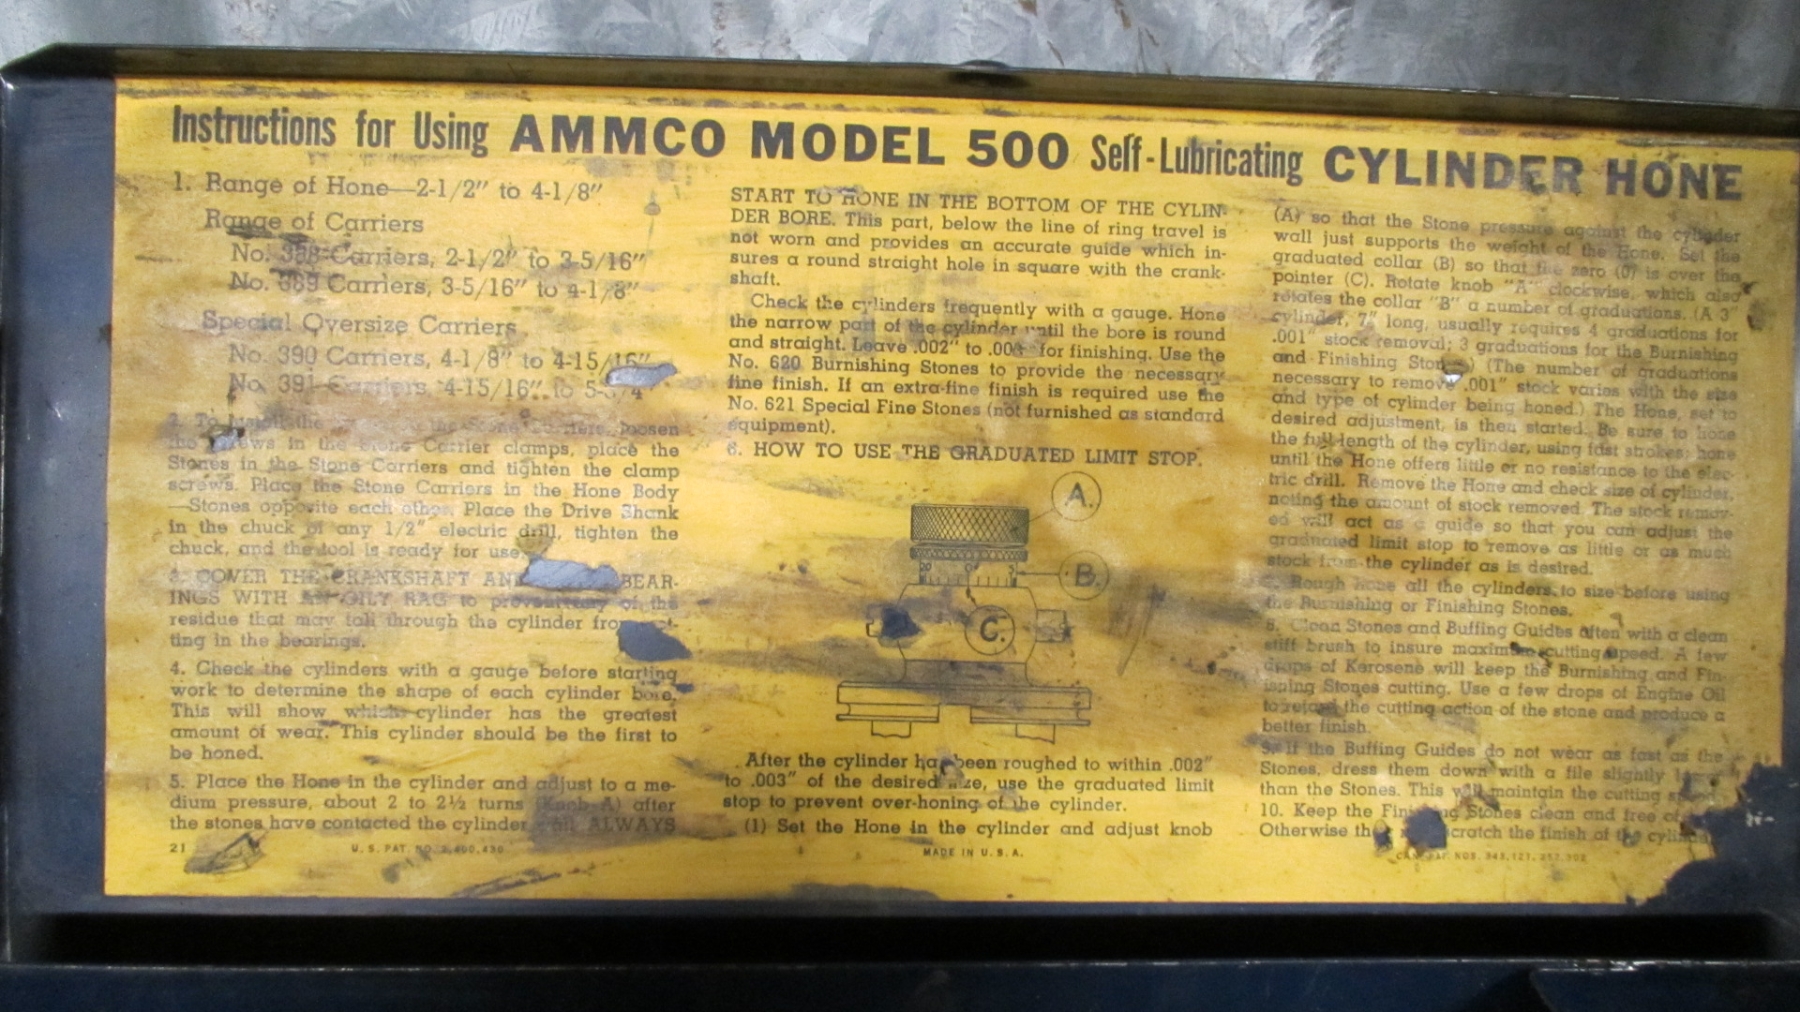 Instructions for Using AMMCO MODEL 500 Self-Lubricating CYLINDER HONE
1. Range of Hone—2-1/2" to 4-1/8"
Range of Carriers
No. Carriers, 2-1/2" to 3-5/16"
No. 389 Carriers, 3-5/16" to 4-1/8"
Special Oversize Carriers
No. 390 Carriers, 4-1/8" to 4-15/16"
No. 391 Carriers 4-15/16" to
2. To the loosen
the in the Stone Carrier clamps, place the
Stones in the Stone Carriers and tighten the clamp
screws. Place the Stone Carriers in the Hone Body
—Stones opposite each other. Place the Drive Shank
in the chuck of any 1/2" electric drill, tighten the
chuck, and the tool is ready for use.
3. COVER THE CRANKSHAFT AND BEAR-
INGS WITH AN OILY RAG to prevent any of the
residue that may fall through the cylinder from
ting in the bearings.
4. Check the cylinders with a gauge before starting
work to determine the shape of each cylinder bore.
This will show which cylinder has the greatest
amount of wear. This cylinder should be the first to
be honed.
5. Place the Hone in the cylinder and adjust to a me-
dium pressure, about 2 to 2½ turns (Knob A) after
the stones have contacted the cylinder ALWAYS
21 U. S. PAT. NO.
START TO HONE IN THE BOTTOM OF THE CYLIN-
DER BORE. This part, below the line of ring travel is
not worn and provides an accurate guide which in-
sures a round straight hole in square with the crank-
shaft.
Check the cylinders frequently with a gauge. Hone
the narrow part of the cylinder until the bore is round
and straight. Leave .002" to for finishing. Use the
No. 620 Burnishing Stones to provide the necessary
fine finish. If an extra-fine finish is required use the
No. 621 Special Fine Stones (not furnished as standard
equipment).
6. HOW TO USE THE GRADUATED LIMIT STOP.
A.
B.
C.
After the cylinder has been roughed to within .002"
to .003" of the desired size, use the graduated limit
stop to prevent over-honing of the cylinder.
(1) Set the Hone in the cylinder and adjust knob
MADE IN U. S. A.
(A) so that the Stone pressure against the cylinder
wall just supports the weight of the Hone. Set the
graduated collar (B) so that the zero (0) is over the
pointer (C). Rotate knob "A" clockwise, which also
rotates the collar "B" a number of graduations. (A 3"
cylinder, 7" long, usually requires 4 graduations for
.001" stock removal; 3 graduations for the Burnishing
and Finishing Stones) (The number of graduations
necessary to remove .001" stock varies with the size
and type of cylinder being honed.) The Hone, set to
desired adjustment, is then started. Be sure to hone
the full length of the cylinder, using fast strokes; hone
until the Hone offers little or no resistance to the elec-
tric drill. Remove the Hone and check size of cylinder,
noting the amount of stock removed. The stock remov-
ed will act as a guide so that you can adjust the
graduated limit stop to remove as little or as much
stock from the cylinder as is desired.
Rough hone all the cylinders to size before using
the Burnishing or Finishing Stones.
8. Clean Stones and Buffing Guides often with a clean
stiff brush to insure maximum cutting speed. A few
drops of Kerosene will keep the Burnishing and Fin-
ishing Stones cutting. Use a few drops of Engine Oil
to retard the cutting action of the stone and produce a
better finish.
9. If the Buffing Guides do not wear as fast as the
Stones, dress them down with a file slightly
than the Stones. This will maintain the cutting speed.
10. Keep the Finishing Stones clean and free of
Otherwise scratch the finish of the cylinder
CAN. PAT. NOS.